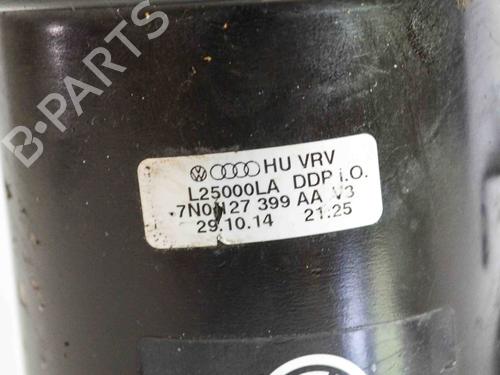 B-PARTS
HU VRV
L25000LA DDP i.O.
7N0127 399 AA V3
29.10.14 21:25